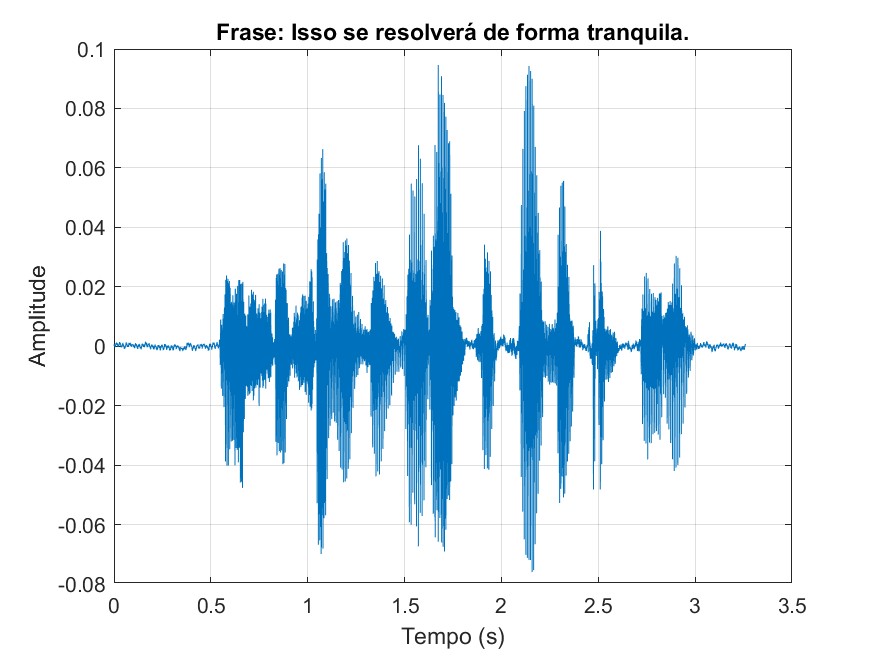 Frase: Isso se resolverá de forma tranquila.
0.1
0.08
0.06
0.04
0.02
0
-0.02
-0.04
-0.06
-0.08
Amplitude
0 0.5 1 1.5 2 2.5 3 3.5
Tempo (s)